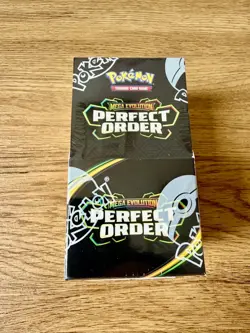 Pokémon
TRADING CARD GAME
MEGA EVOLUTION
PERFECT
ORDER
MEGA EVOLUTION
PERFECT
ORDER